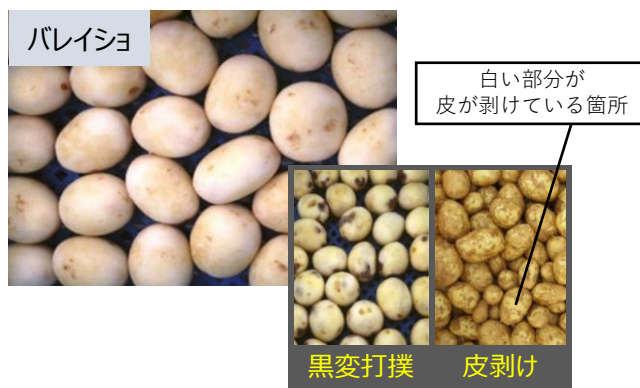 バレイショ
白い部分が
皮が剥けている箇所
黒変打撲
皮剥け